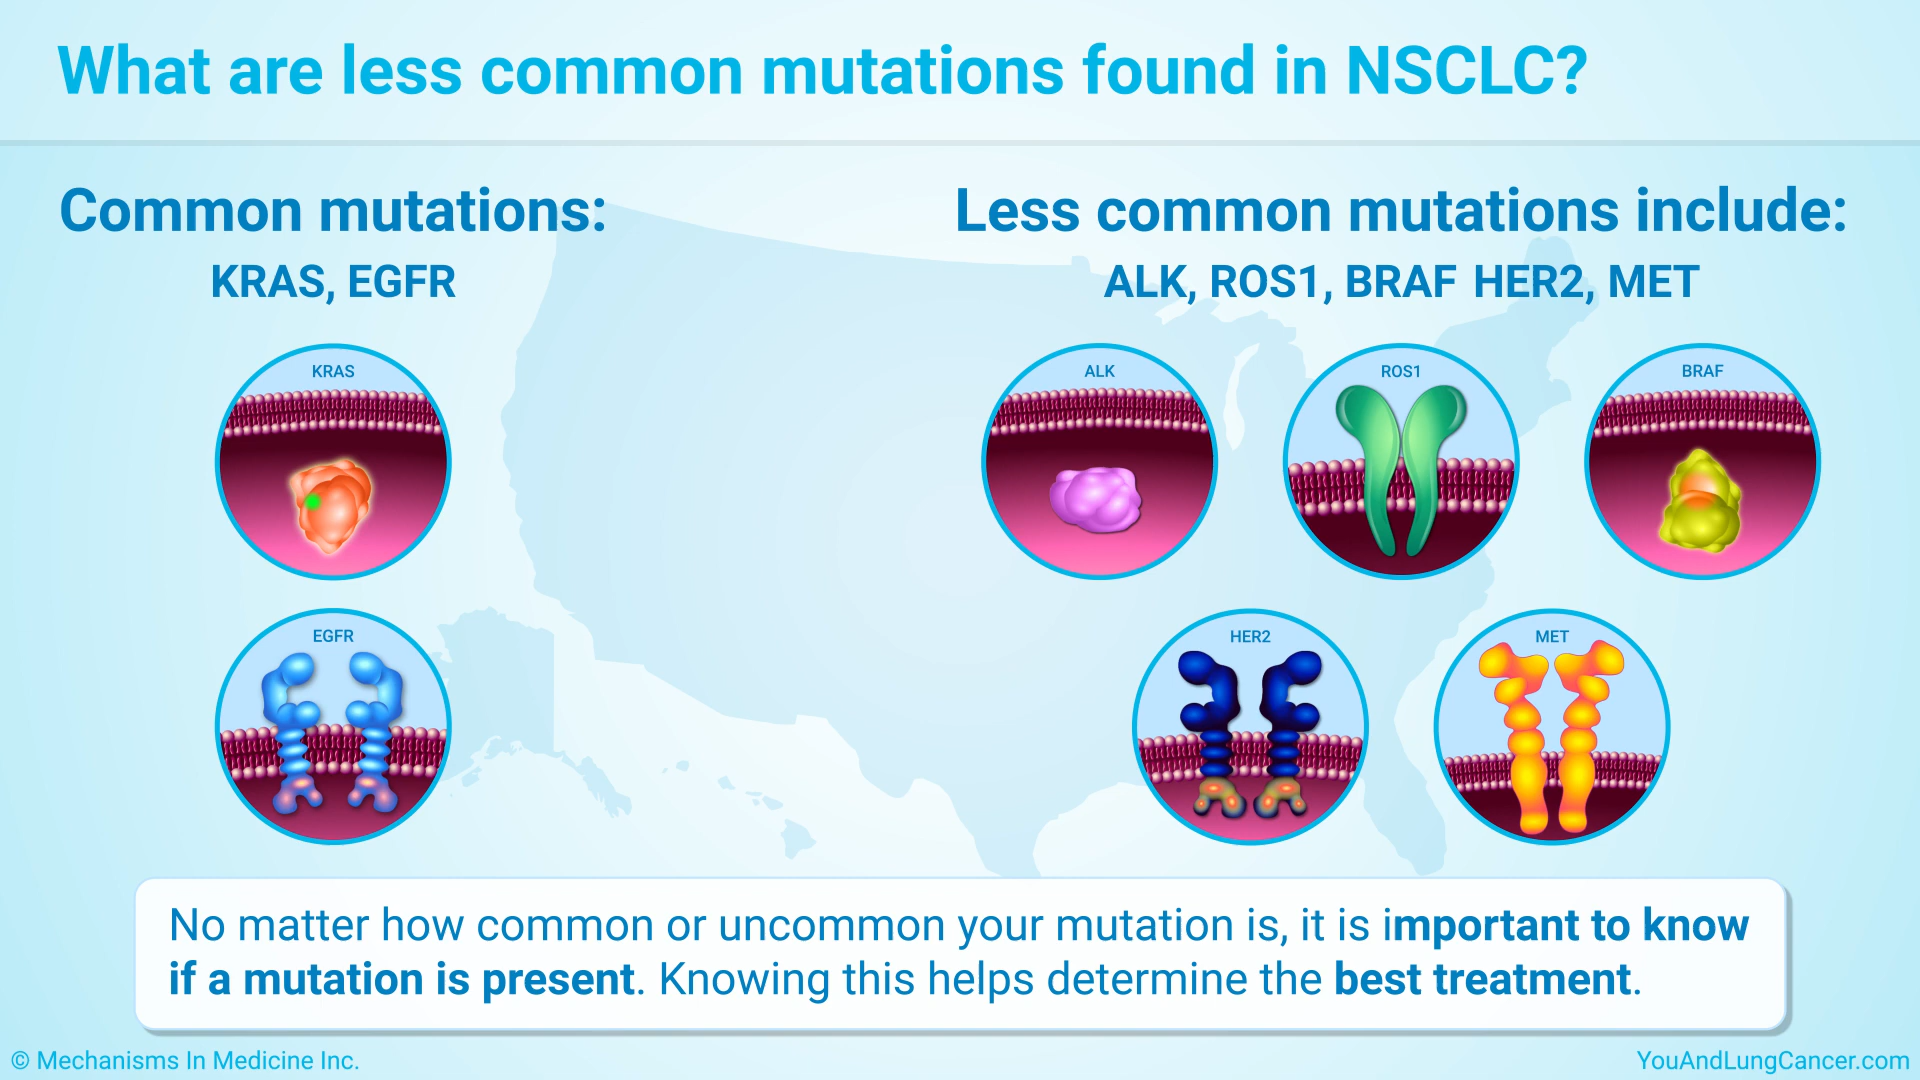 What are less common mutations found in NSCLC?
Common mutations:
KRAS, EGFR
KRAS
EGFR
Less common mutations include:
ALK, ROS1, BRAF HER2, MET
ALK
ROS1
BRAF
HER2
MET
No matter how common or uncommon your mutation is, it is important to know
if a mutation is present. Knowing this helps determine the best treatment.
© Mechanisms In Medicine Inc.
YouAndLungCancer.com